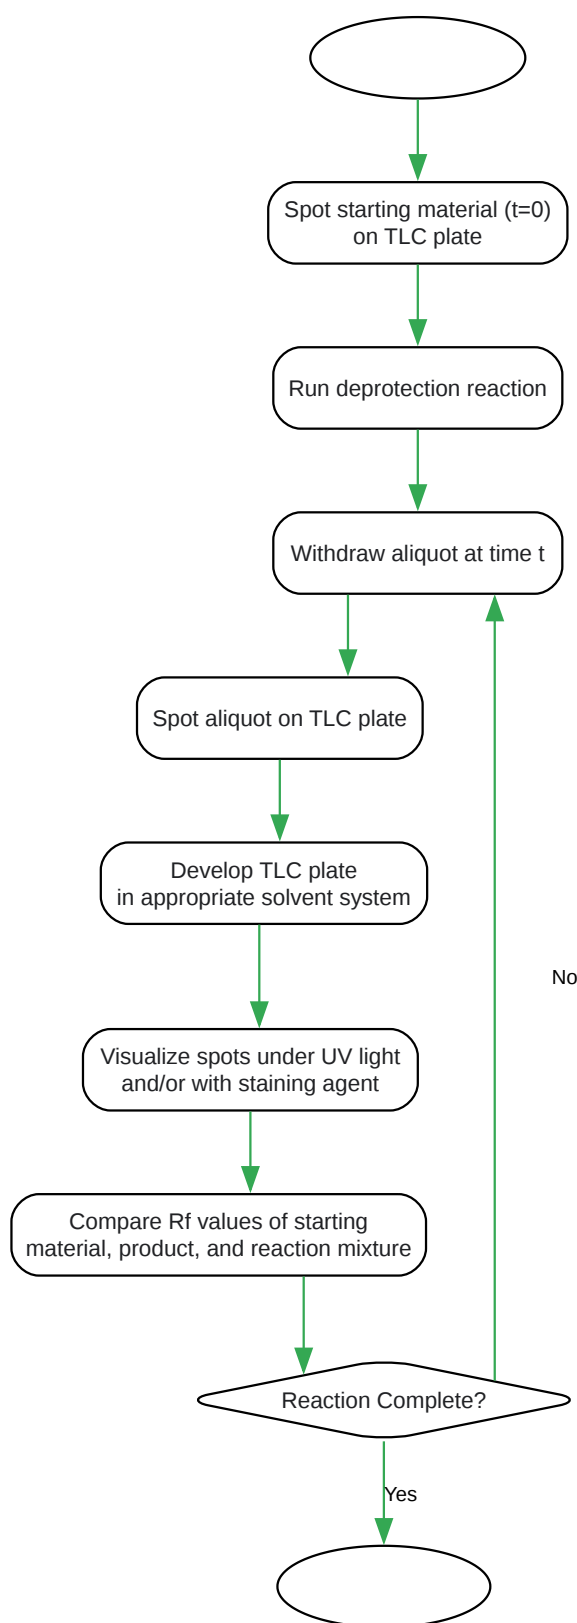 Spot starting material (t=0)
on TLC plate
Run deprotection reaction
Withdraw aliquot at time t
Spot aliquot on TLC plate
Develop TLC plate
in appropriate solvent system
No
Visualize spots under UV light
and/or with staining agent
Compare Rf values of starting
material, product, and reaction mixture
Reaction Complete?
Yes